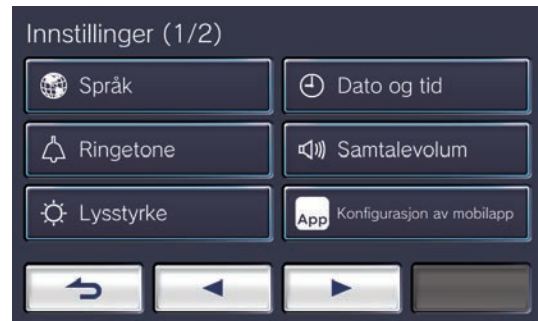 Innstillinger (1/2)
Språk
Dato og tid
Ringetone
Samtalevolum
Lysstyrke
App Konfigurasjon av mobilapp